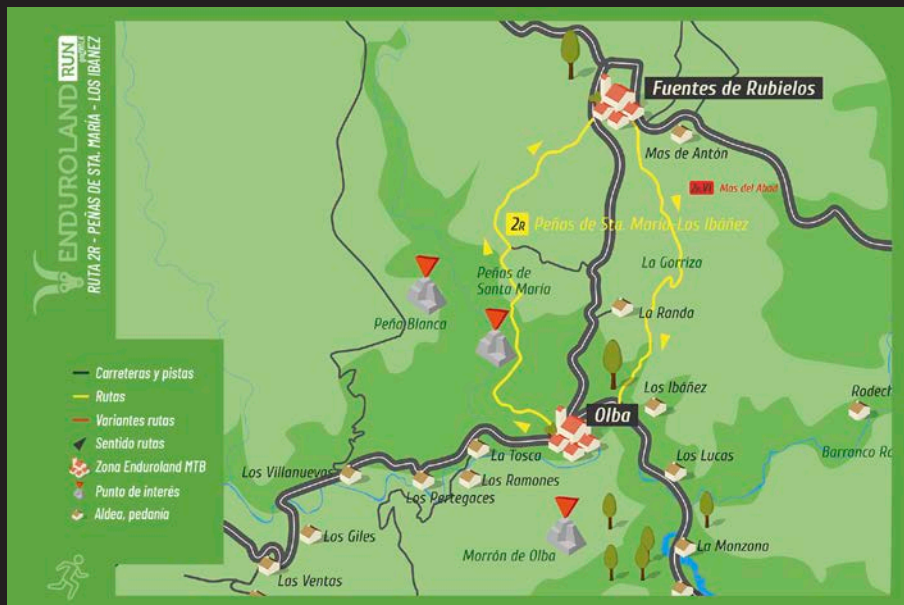 ENDUROLAND RUN
RUTA 2R - PEÑAS DE STA. MARÍA - LOS IBÁÑEZ
Fuentes de Rubielos
Mas de Antón
Mas del Abad
2R Peñas de Sta. María-Los Ibáñez
La Gorriza
Peñas de
Santa María
Peña Blanca
La Randa
Los Ibáñez
Olba
Rodech
Barranco Ro
La Tosca
Los Lucas
Los Villanuevas
Los Pertegaces
Los Ramones
Los Giles
Morrón de Olba
La Monzona
Las Ventas
Carreteras y pistas
Rutas
Variantes rutas
Sentido rutas
Zona Enduroland MTB
Punto de interés
Aldea, pedanía